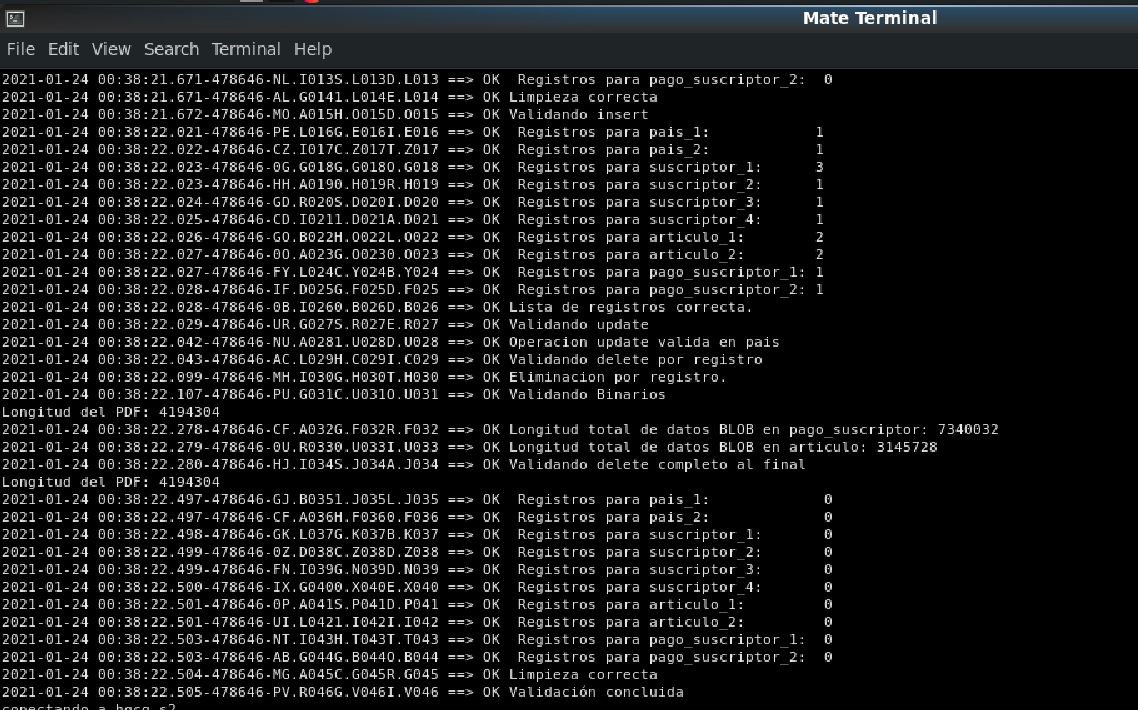 Mate Terminal
File Edit View Search Terminal Help
2021-01-24 00:38:21.671-478646-NL.I013S.L013D.L013 ==> OK  Registros para pago_suscriptor_2:  0
2021-01-24 00:38:21.671-478646-AL.G0141.L014E.L014 ==> OK Limpieza correcta
2021-01-24 00:38:21.672-478646-MO.A015H.O015D.O015 ==> OK Validando insert
2021-01-24 00:38:22.021-478646-PE.L016G.E016I.E016 ==> OK  Registros para pais_1:            1
2021-01-24 00:38:22.022-478646-CZ.I017C.Z017T.Z017 ==> OK  Registros para pais_2:            1
2021-01-24 00:38:22.023-478646-0G.G018G.G018O.G018 ==> OK  Registros para suscriptor_1:      3
2021-01-24 00:38:22.023-478646-HH.A0190.H019R.H019 ==> OK  Registros para suscriptor_2:      1
2021-01-24 00:38:22.024-478646-GD.R020S.D020I.D020 ==> OK  Registros para suscriptor_3:      1
2021-01-24 00:38:22.025-478646-CD.I0211.D021A.D021 ==> OK  Registros para suscriptor_4:      1
2021-01-24 00:38:22.026-478646-GO.B022H.O022L.O022 ==> OK  Registros para articulo_1:        2
2021-01-24 00:38:22.027-478646-0O.A023G.O0230.O023 ==> OK  Registros para articulo_2:        2
2021-01-24 00:38:22.027-478646-FY.L024C.Y024B.Y024 ==> OK  Registros para pago_suscriptor_1: 1
2021-01-24 00:38:22.028-478646-IF.D025G.F025D.F025 ==> OK  Registros para pago_suscriptor_2: 1
2021-01-24 00:38:22.028-478646-0B.I0260.B026D.B026 ==> OK Lista de registros correcta.
2021-01-24 00:38:22.029-478646-UR.G027S.R027E.R027 ==> OK Validando update
2021-01-24 00:38:22.042-478646-NU.A0281.U028D.U028 ==> OK Operacion update valida en pais
2021-01-24 00:38:22.043-478646-AC.L029H.C029I.C029 ==> OK Validando delete por registro
2021-01-24 00:38:22.099-478646-MH.I030G.H030T.H030 ==> OK Eliminacion por registro.
2021-01-24 00:38:22.107-478646-PU.G031C.U031O.U031 ==> OK Validando Binarios
Longitud del PDF: 4194304
2021-01-24 00:38:22.278-478646-CF.A032G.F032R.F032 ==> OK Longitud total de datos BLOB en pago_suscriptor: 7340032
2021-01-24 00:38:22.279-478646-0U.R0330.U033I.U033 ==> OK Longitud total de datos BLOB en articulo: 3145728
2021-01-24 00:38:22.280-478646-HJ.I034S.J034A.J034 ==> OK Validando delete completo al final
Longitud del PDF: 4194304
2021-01-24 00:38:22.497-478646-GJ.B0351.J035L.J035 ==> OK  Registros para pais_1:             0
2021-01-24 00:38:22.497-478646-CF.A036H.F0360.F036 ==> OK  Registros para pais_2:             0
2021-01-24 00:38:22.498-478646-GK.L037G.K037B.K037 ==> OK  Registros para suscriptor_1:       0
2021-01-24 00:38:22.499-478646-0Z.D038C.Z038D.Z038 ==> OK  Registros para suscriptor_2:       0
2021-01-24 00:38:22.499-478646-FN.I039G.N039D.N039 ==> OK  Registros para suscriptor_3:       0
2021-01-24 00:38:22.500-478646-IX.G0400.X040E.X040 ==> OK  Registros para suscriptor_4:       0
2021-01-24 00:38:22.501-478646-0P.A041S.P041D.P041 ==> OK  Registros para articulo_1:         0
2021-01-24 00:38:22.501-478646-UI.L0421.I042I.I042 ==> OK  Registros para articulo_2:         0
2021-01-24 00:38:22.503-478646-NT.I043H.T043T.T043 ==> OK  Registros para pago_suscriptor_1:  0
2021-01-24 00:38:22.503-478646-AB.G044G.B044O.B044 ==> OK  Registros para pago_suscriptor_2:  0
2021-01-24 00:38:22.504-478646-MG.A045C.G045R.G045 ==> OK Limpieza correcta
2021-01-24 00:38:22.505-478646-PV.R046G.V046I.V046 ==> OK Validación concluida
conectando a